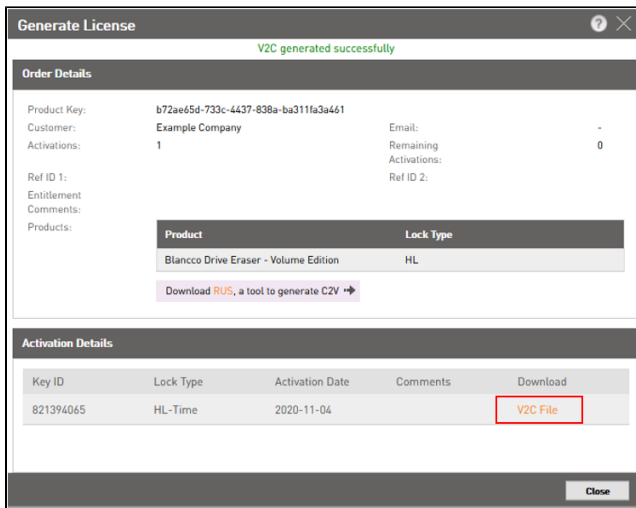 Generate License
?
V2C generated successfully
Order Details
Product Key: b72ae65d-733c-4437-838a-ba311fa3a461
Customer: Example Company Email: -
Activations: 1 Remaining Activations: 0
Ref ID 1: Ref ID 2:
Entitlement Comments:
Products:
Product Lock Type
Blancco Drive Eraser - Volume Edition HL
Download RUS, a tool to generate C2V
Activation Details
Key ID Lock Type Activation Date Comments Download
821394065 HL-Time 2020-11-04 V2C File
Close